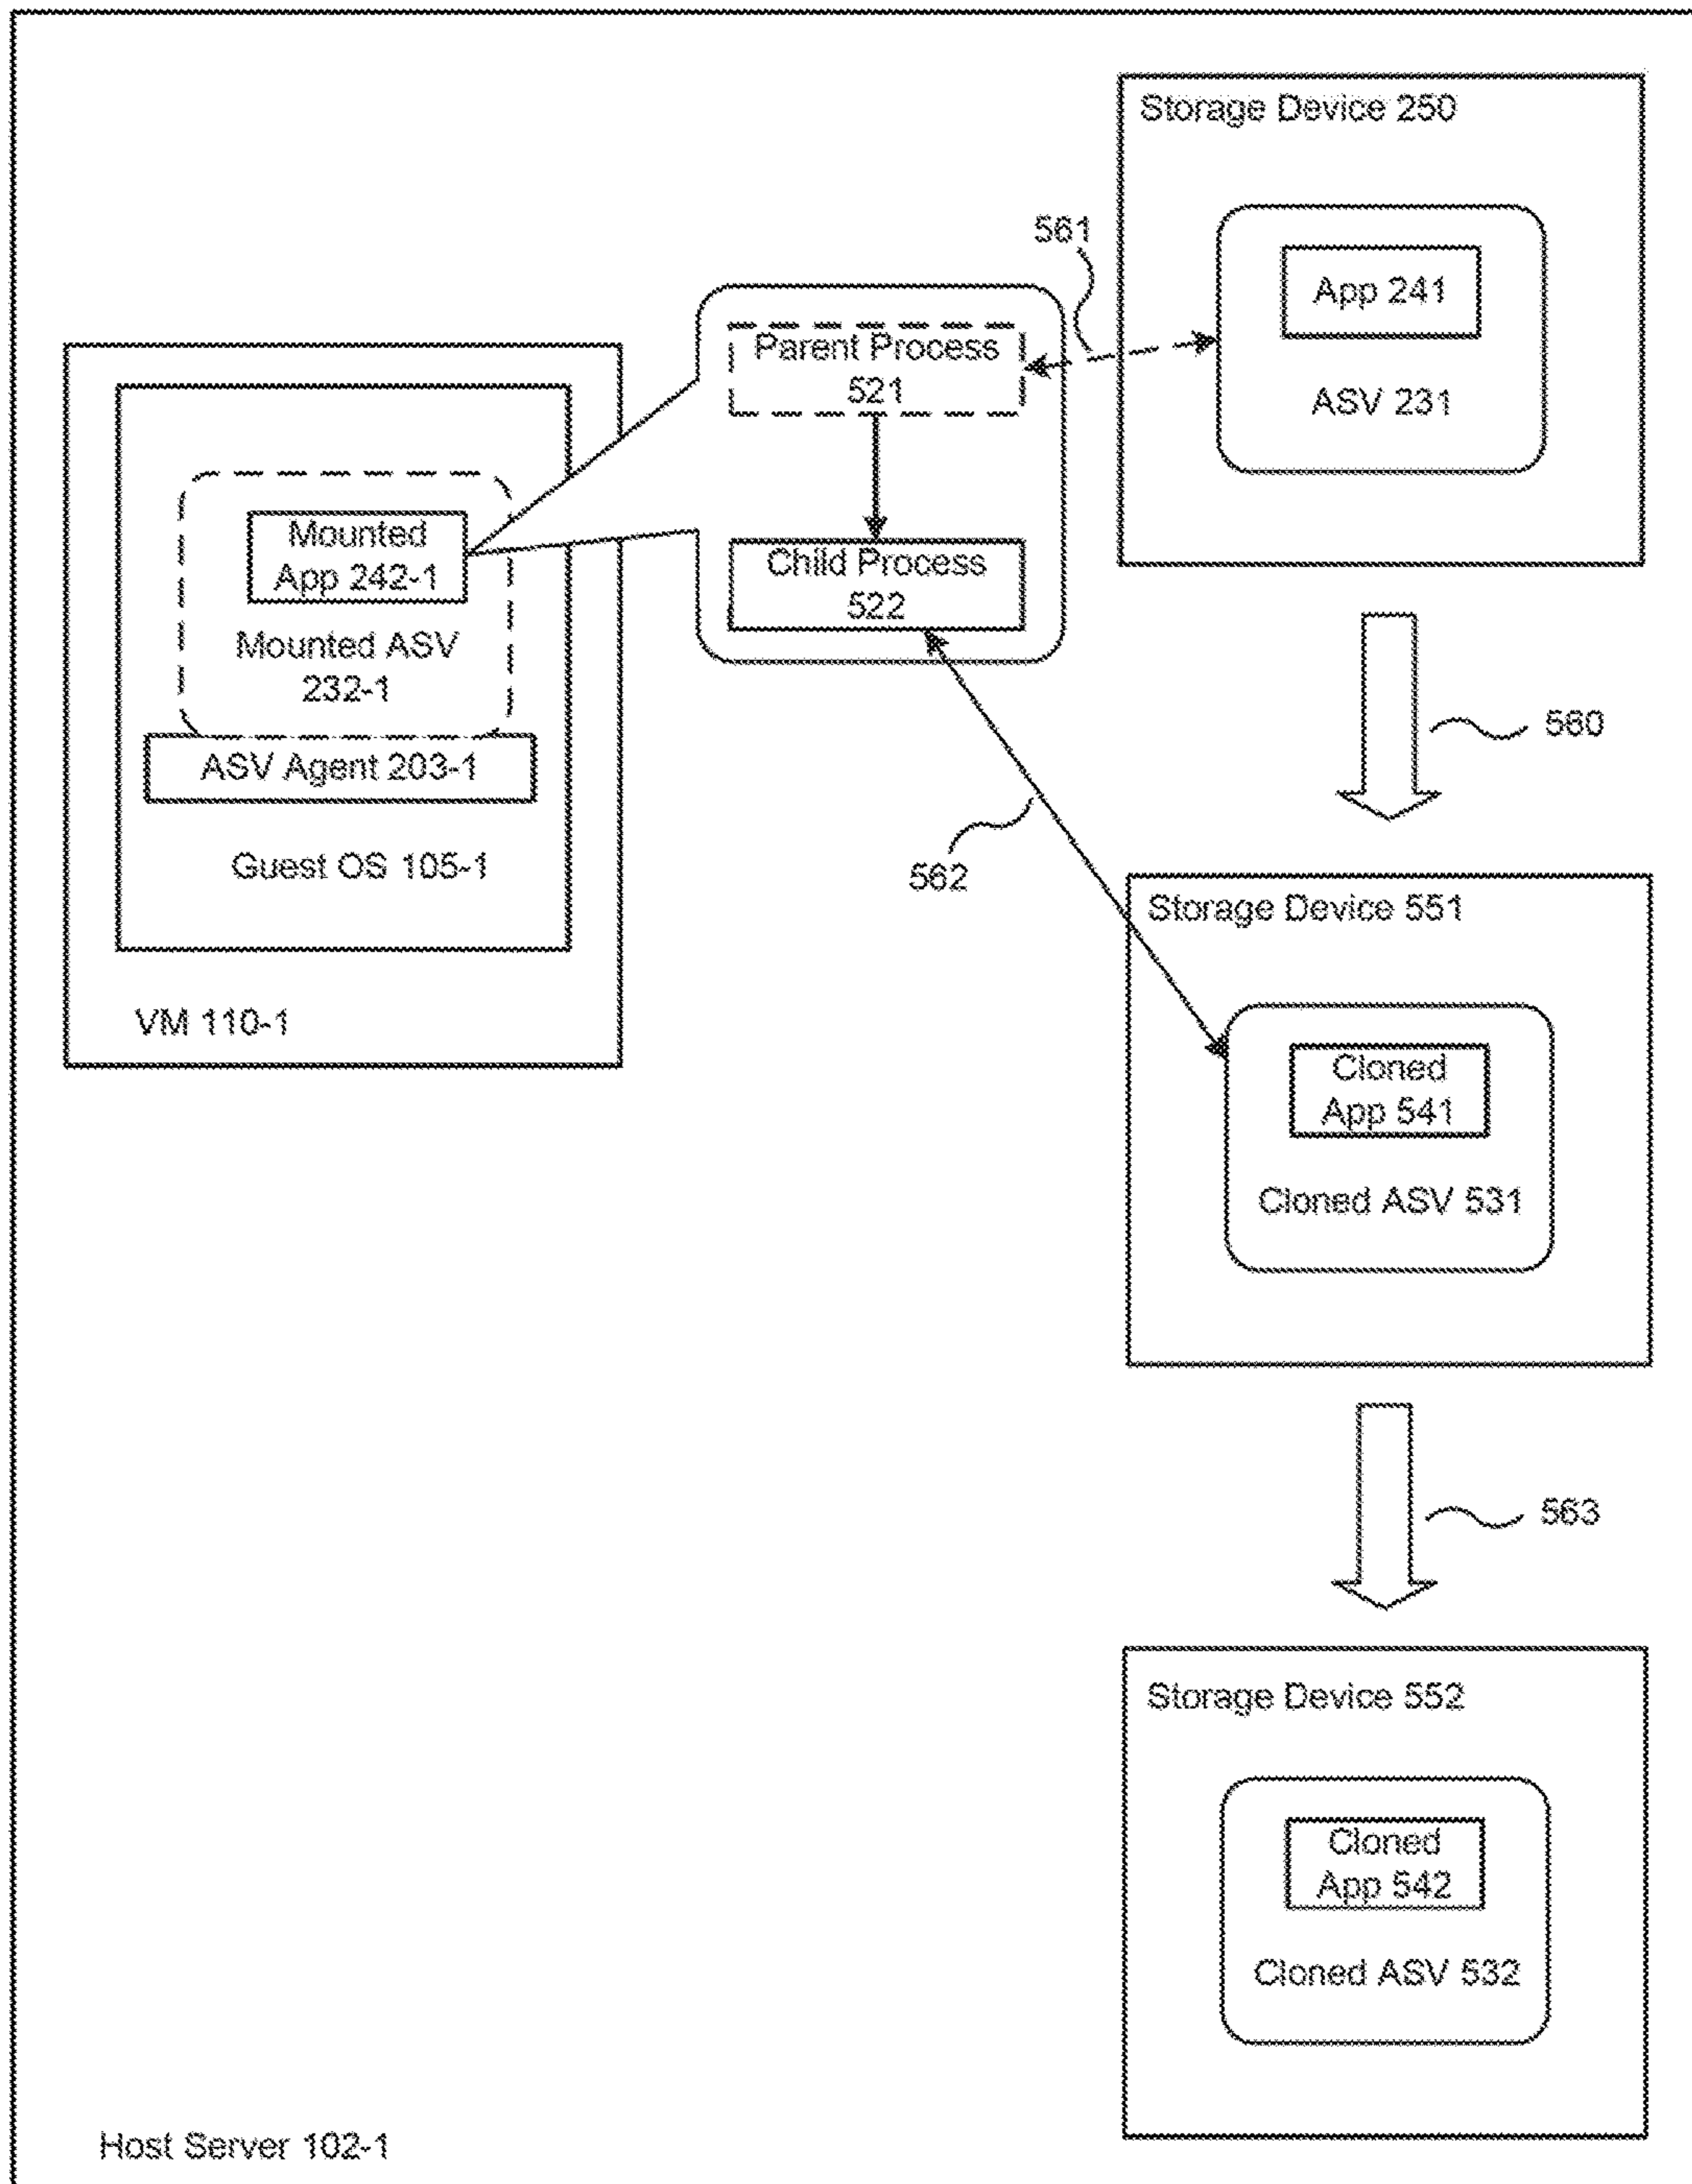 Storage Device 250
561
App 241
ASV 231
Parent Process
521
Child Process
522
Mounted
App 242-1
Mounted ASV
232-1
ASV Agent 203-1
Guest OS 105-1
VM 110-1
560
562
Storage Device 551
Cloned
App 541
Cloned ASV 531
563
Storage Device 552
Cloned
App 542
Cloned ASV 532
Host Server 102-1